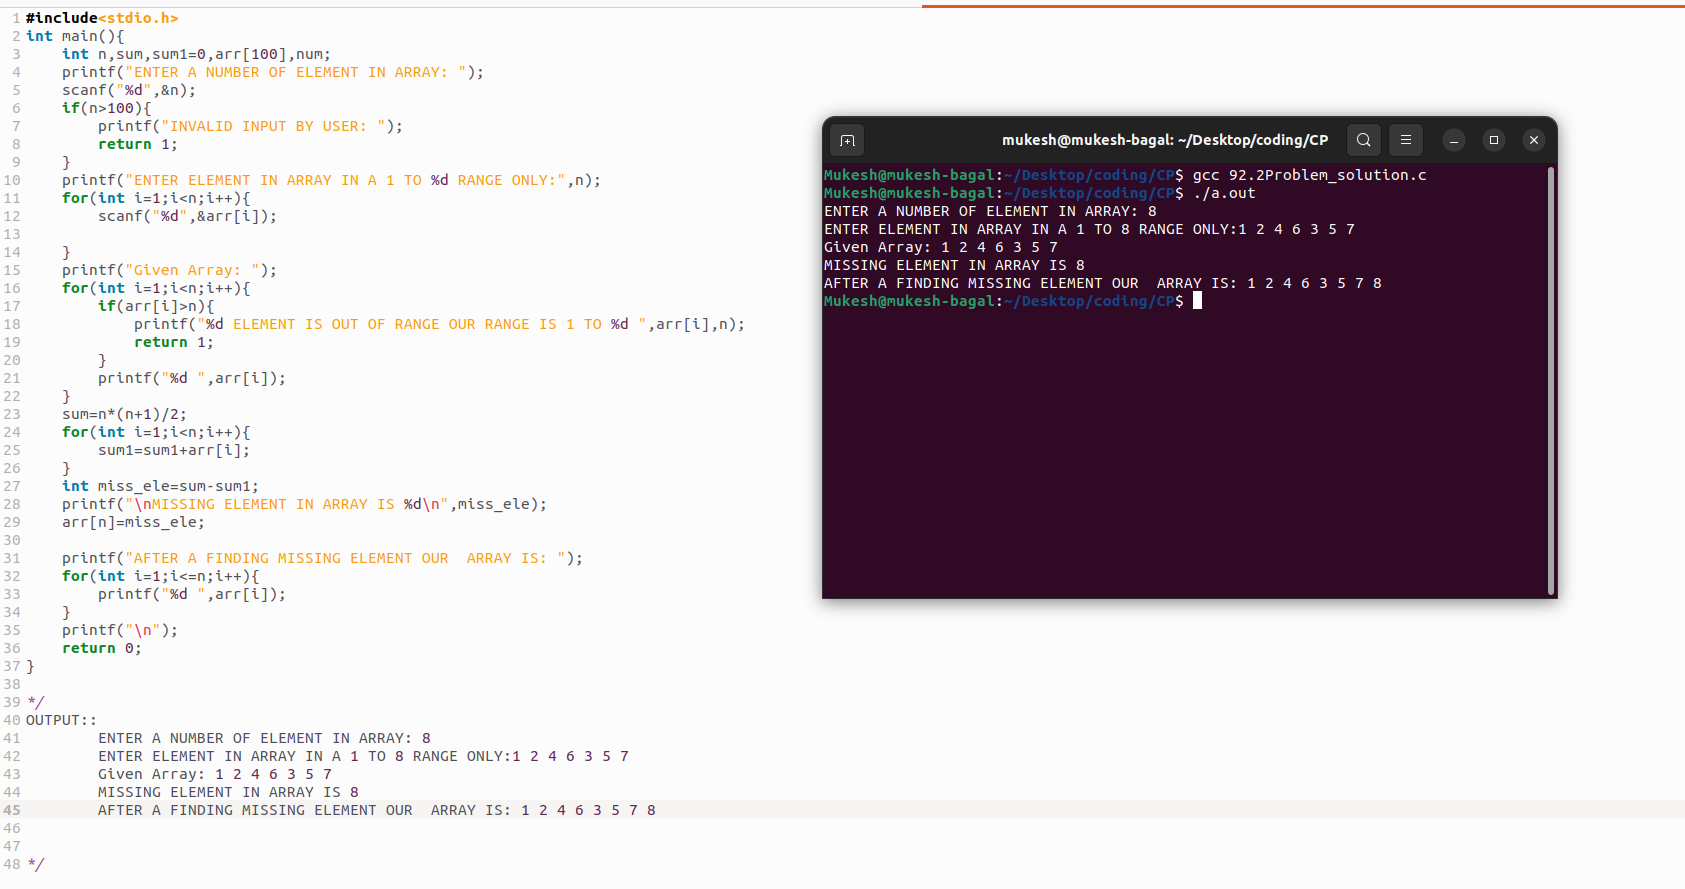 1 #include<stdio.h>
2 int main(){
3     int n,sum,sum1=0,arr[100],num;
4     printf("ENTER A NUMBER OF ELEMENT IN ARRAY: ");
5     scanf("%d",&n);
6     if(n>100){
7         printf("INVALID INPUT BY USER: ");
8         return 1;
9     }
10     printf("ENTER ELEMENT IN ARRAY IN A 1 TO %d RANGE ONLY:",n);
11     for(int i=1;i<n;i++){
12         scanf("%d",&arr[i]);
13
14     }
15     printf("Given Array: ");
16     for(int i=1;i<n;i++){
17         if(arr[i]>n){
18             printf("%d ELEMENT IS OUT OF RANGE OUR RANGE IS 1 TO %d ",arr[i],n);
19             return 1;
20         }
21         printf("%d ",arr[i]);
22     }
23     sum=n*(n+1)/2;
24     for(int i=1;i<n;i++){
25         sum1=sum1+arr[i];
26     }
27     int miss_ele=sum-sum1;
28     printf("\nMISSING ELEMENT IN ARRAY IS %d\n",miss_ele);
29     arr[n]=miss_ele;
30
31     printf("AFTER A FINDING MISSING ELEMENT OUR  ARRAY IS: ");
32     for(int i=1;i<=n;i++){
33         printf("%d ",arr[i]);
34     }
35     printf("\n");
36     return 0;
37 }
38
39 */
40 OUTPUT::
41         ENTER A NUMBER OF ELEMENT IN ARRAY: 8
42         ENTER ELEMENT IN ARRAY IN A 1 TO 8 RANGE ONLY:1 2 4 6 3 5 7
43         Given Array: 1 2 4 6 3 5 7
44         MISSING ELEMENT IN ARRAY IS 8
45         AFTER A FINDING MISSING ELEMENT OUR  ARRAY IS: 1 2 4 6 3 5 7 8
46
47
48 */
mukesh@mukesh-bagal: ~/Desktop/coding/CP
Mukesh@mukesh-bagal:~/Desktop/coding/CP$ gcc 92.2Problem_solution.c
Mukesh@mukesh-bagal:~/Desktop/coding/CP$ ./a.out
ENTER A NUMBER OF ELEMENT IN ARRAY: 8
ENTER ELEMENT IN ARRAY IN A 1 TO 8 RANGE ONLY:1 2 4 6 3 5 7
Given Array: 1 2 4 6 3 5 7
MISSING ELEMENT IN ARRAY IS 8
AFTER A FINDING MISSING ELEMENT OUR  ARRAY IS: 1 2 4 6 3 5 7 8
Mukesh@mukesh-bagal:~/Desktop/coding/CP$